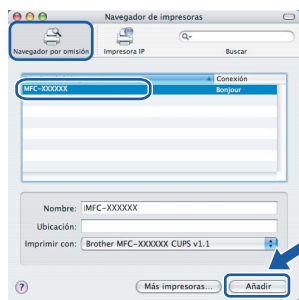 Navegador de impresoras
Navegador por omisión
Impresora IP
Buscar
Conexión
MFC-XXXXXX Bonjour
Nombre: MFC-XXXXXX
Ubicación:
Imprimir con: Brother MFC-XXXXXX CUPS v1.1
? Más impresoras... Añadir